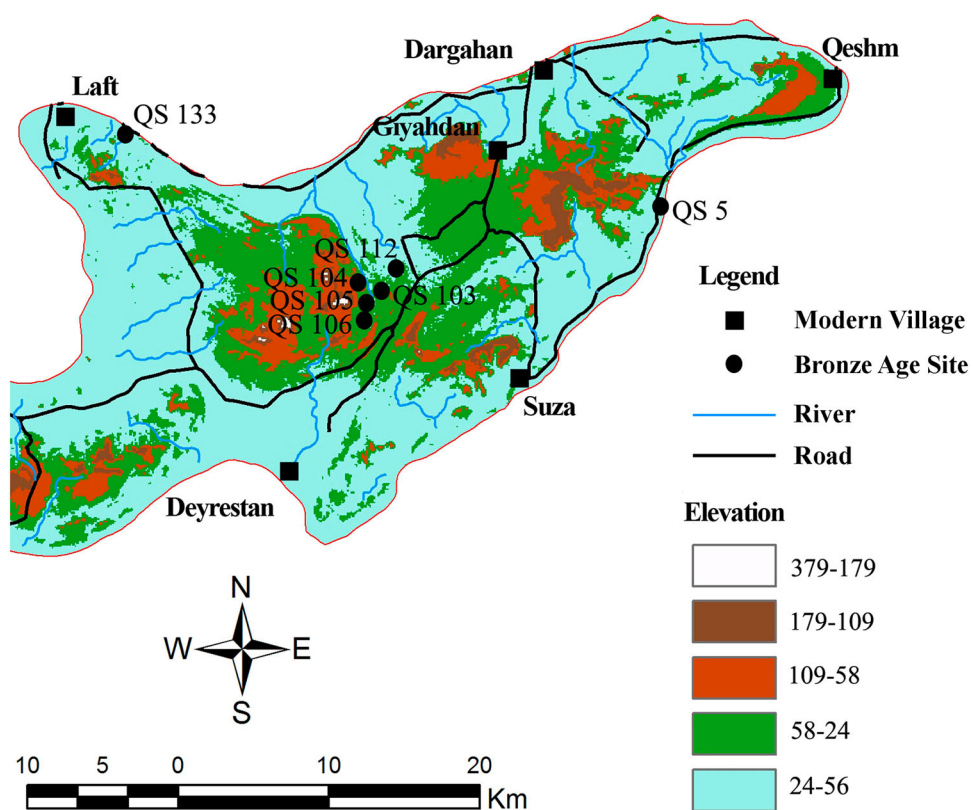 Dargahan
Qeshm
Laft
QS 133
Giyahdan
QS 5
QS 112
QS 104
QS 103
QS 105
QS 106
Suza
Deyrestan
Legend
Modern Village
Bronze Age Site
River
Road
Elevation
379-179
179-109
109-58
58-24
24-56
N
W E
S
10 5 0 10 20
Km